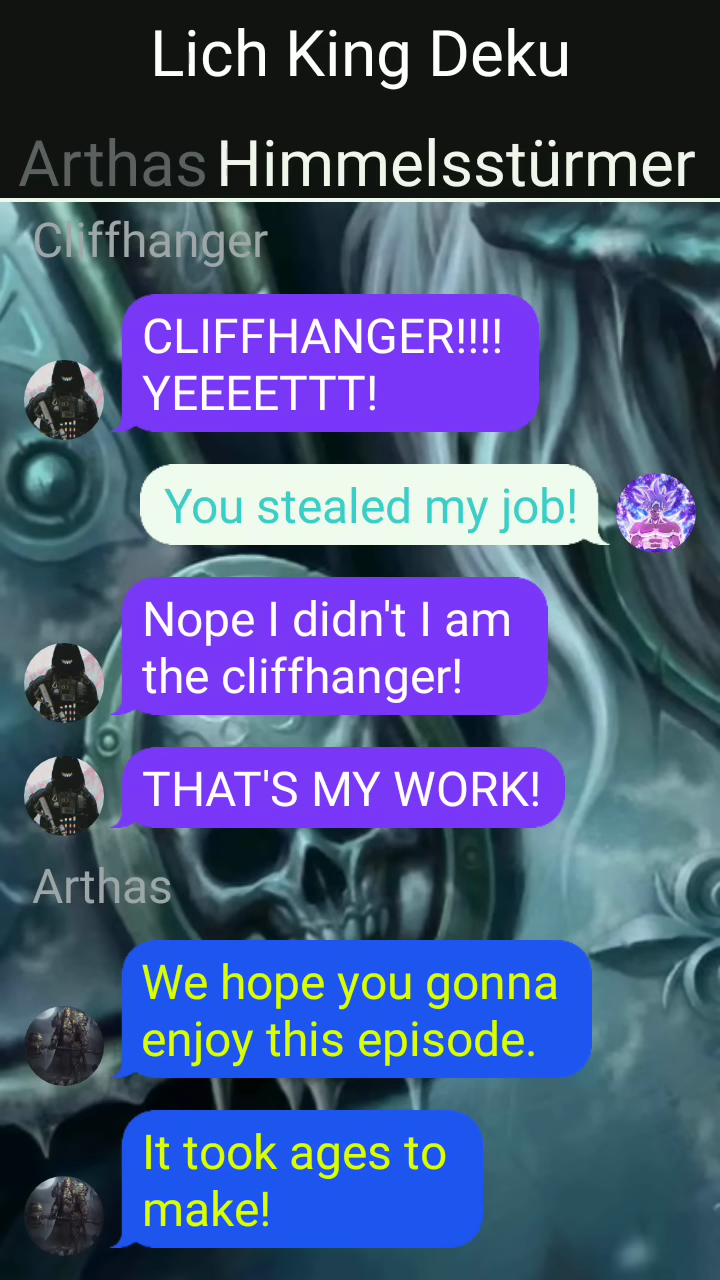 Lich King Deku
Arthas Himmelsstürmer
Cliffhanger
CLIFFHANGER!!!!
YEEEETTT!
You stealed my job!
Nope I didn't I am
the cliffhanger!
THAT'S MY WORK!
Arthas
We hope you gonna
enjoy this episode.
It took ages to
make!